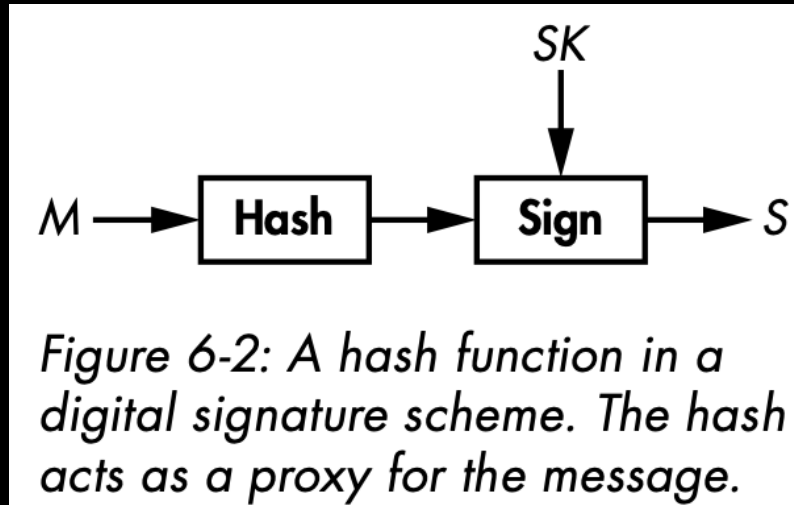 SK
M Hash Sign S
Figure 6-2: A hash function in a
digital signature scheme. The hash
acts as a proxy for the message.